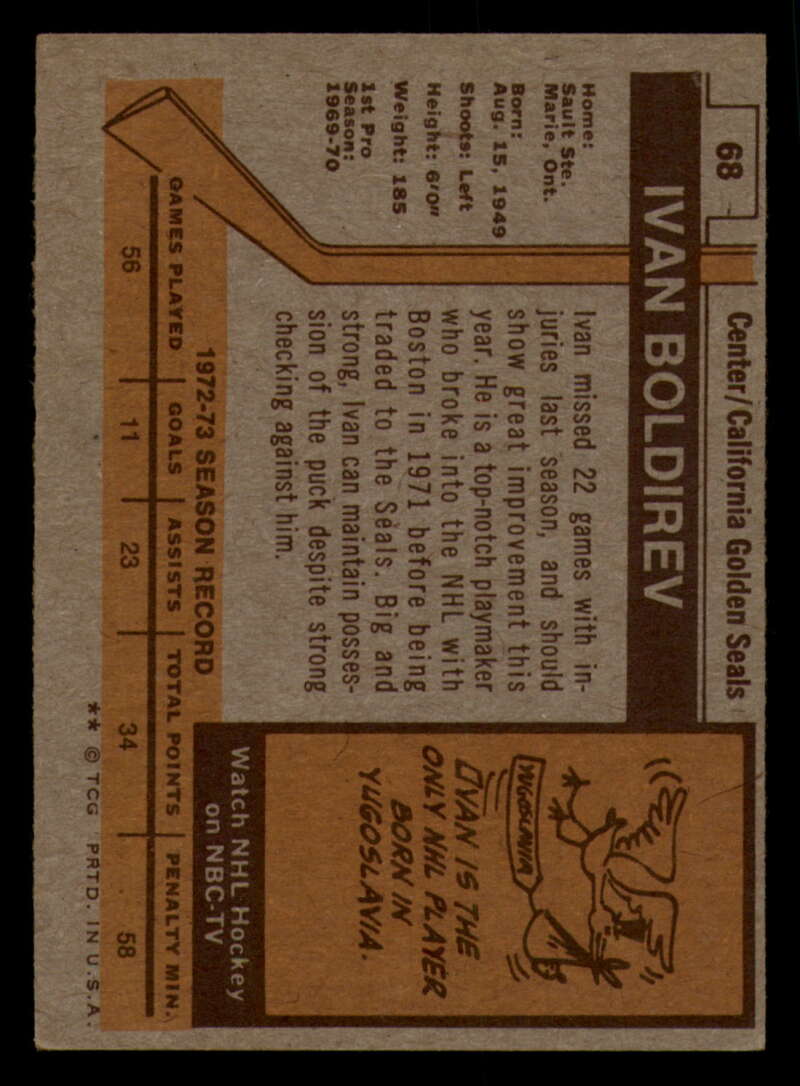 68
Center/California Golden Seals
IVAN BOLDIREV
Home:
Sault Ste.
Marie, Ont.
Born:
Aug. 15, 1949
Shoots: Left
Height: 6'0"
Weight: 185
1st Pro
Season:
1969-70
Ivan missed 22 games with in-
juries last season, and should
show great improvement this
year. He is a top-notch playmaker
who broke into the NHL with
Boston in 1971 before being
traded to the Seals. Big and
strong, Ivan can maintain posses-
sion of the puck despite strong
checking against him.
YUGOSLAVIA
IVAN IS THE
ONLY NHL PLAYER
BORN IN
YUGOSLAVIA.
Watch NHL Hockey
on NBC-TV
1972-73 SEASON RECORD
GAMES PLAYED GOALS ASSISTS TOTAL POINTS PENALTY MIN.
56 11 23 34 58
** © TCG PRTD. IN U.S.A.